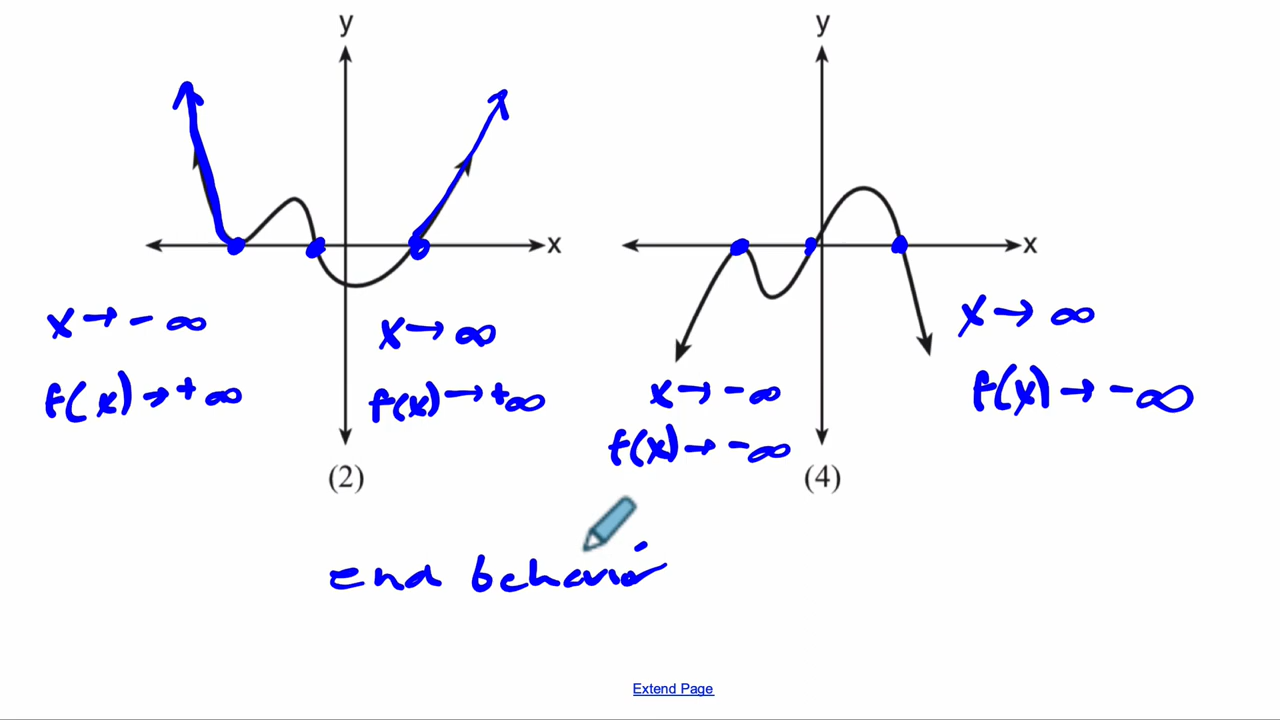 y
y
x
x
x → - ∞
x → ∞
x → ∞
f(x) → + ∞
f(x) → + ∞
x → - ∞
f(x) → - ∞
f(x) → - ∞
(2)
(4)
end behavior
Extend Page